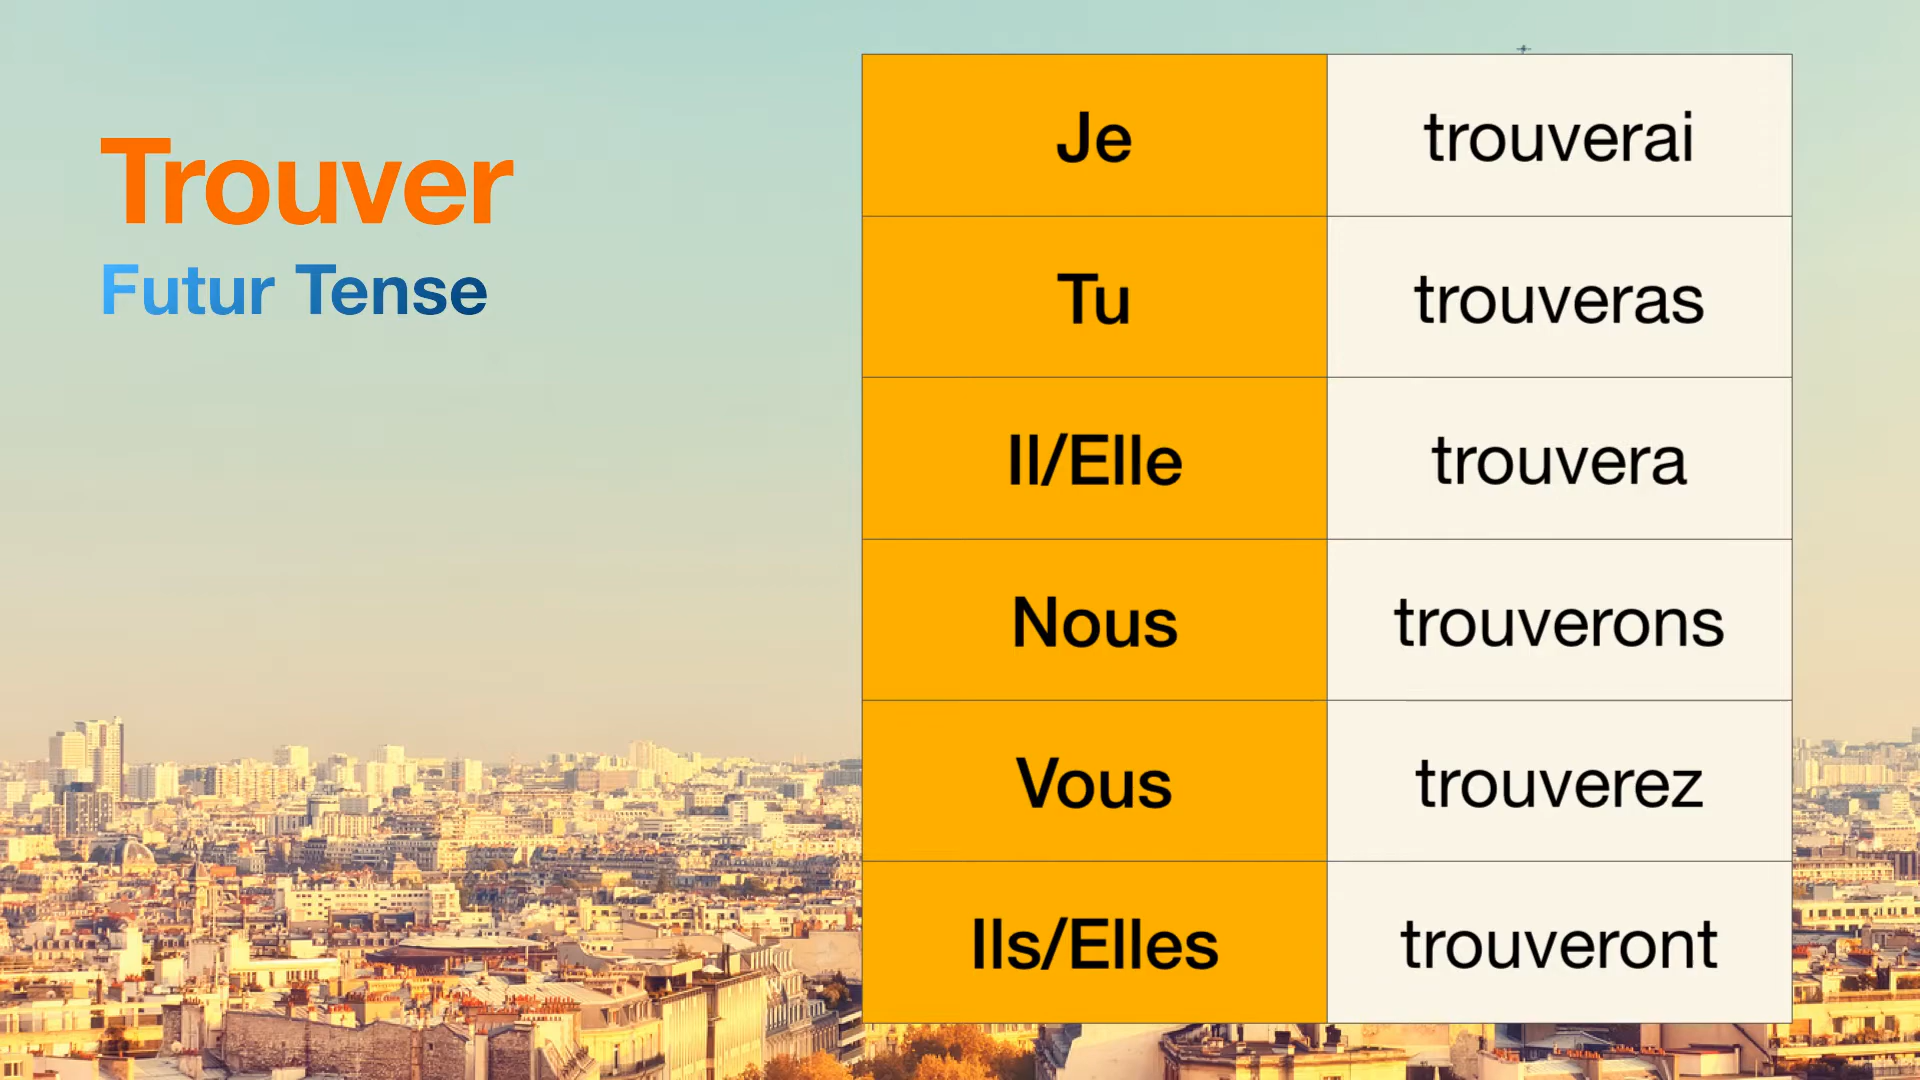 Trouver
Futur Tense
Je trouverai
Tu trouveras
Il/Elle trouvera
Nous trouverons
Vous trouverez
Ils/Elles trouveront